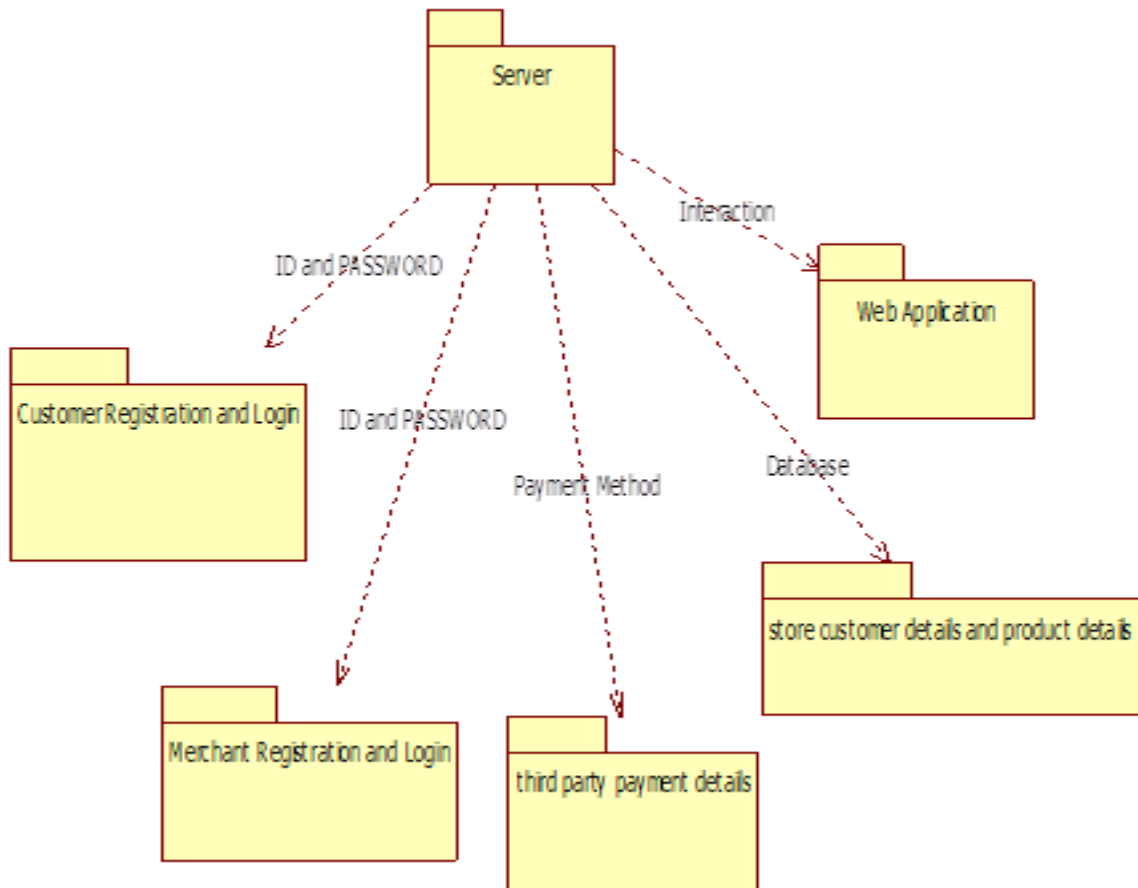 Server
Interaction
ID and PASSWORD
Web Application
Customer Registration and Login
ID and PASSWORD
Database
Payment Method
store customer details and product details
Merchant Registration and Login
third party payment details